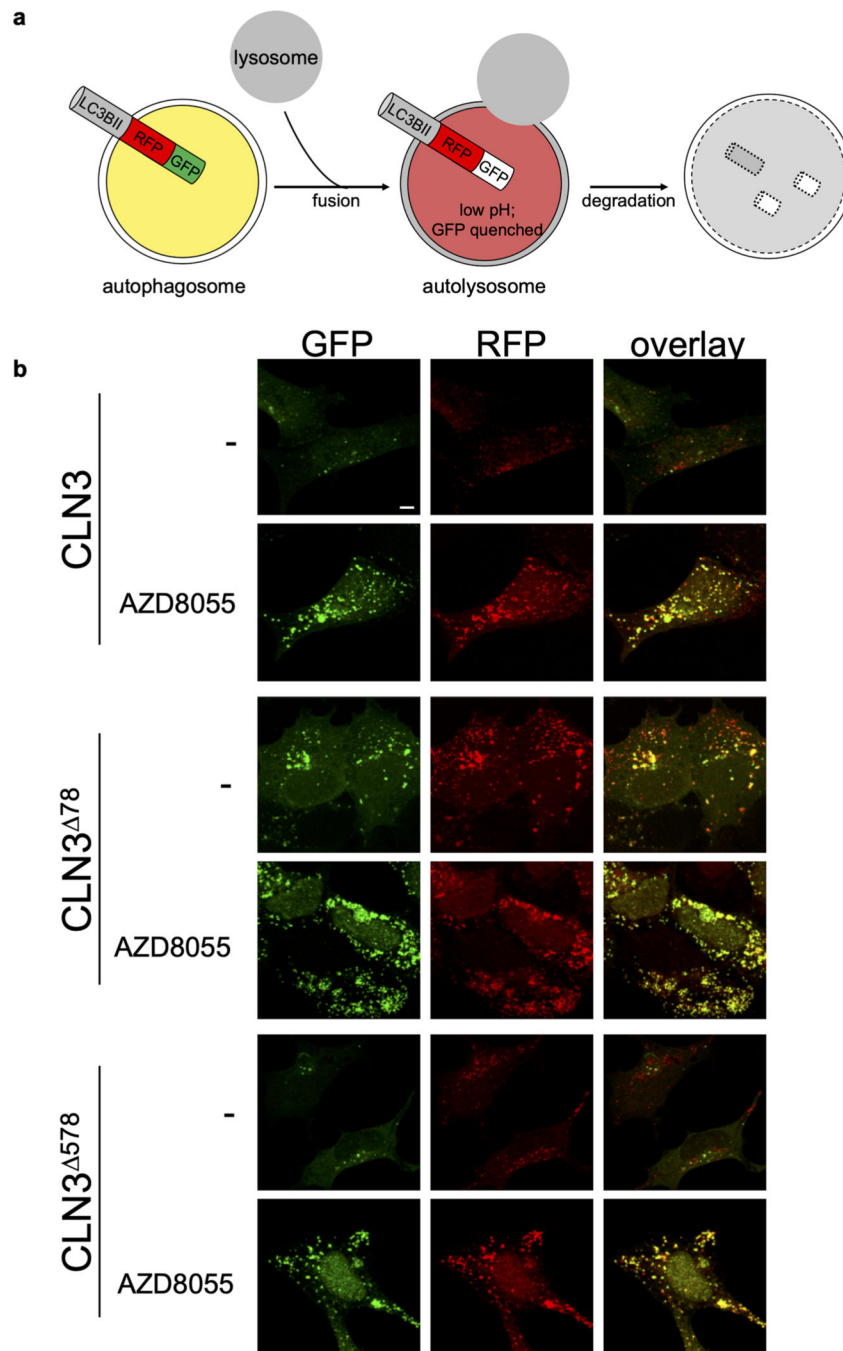 a
lysosome
LC3BII
RFP
GFP
LC3BII
RFP
GFP
fusion
low pH;
GFP quenched
degradation
autophagosome
autolysosome
b
GFP RFP overlay
CLN3
-
AZD8055
CLN3Δ78
-
AZD8055
CLN3Δ578
-
AZD8055